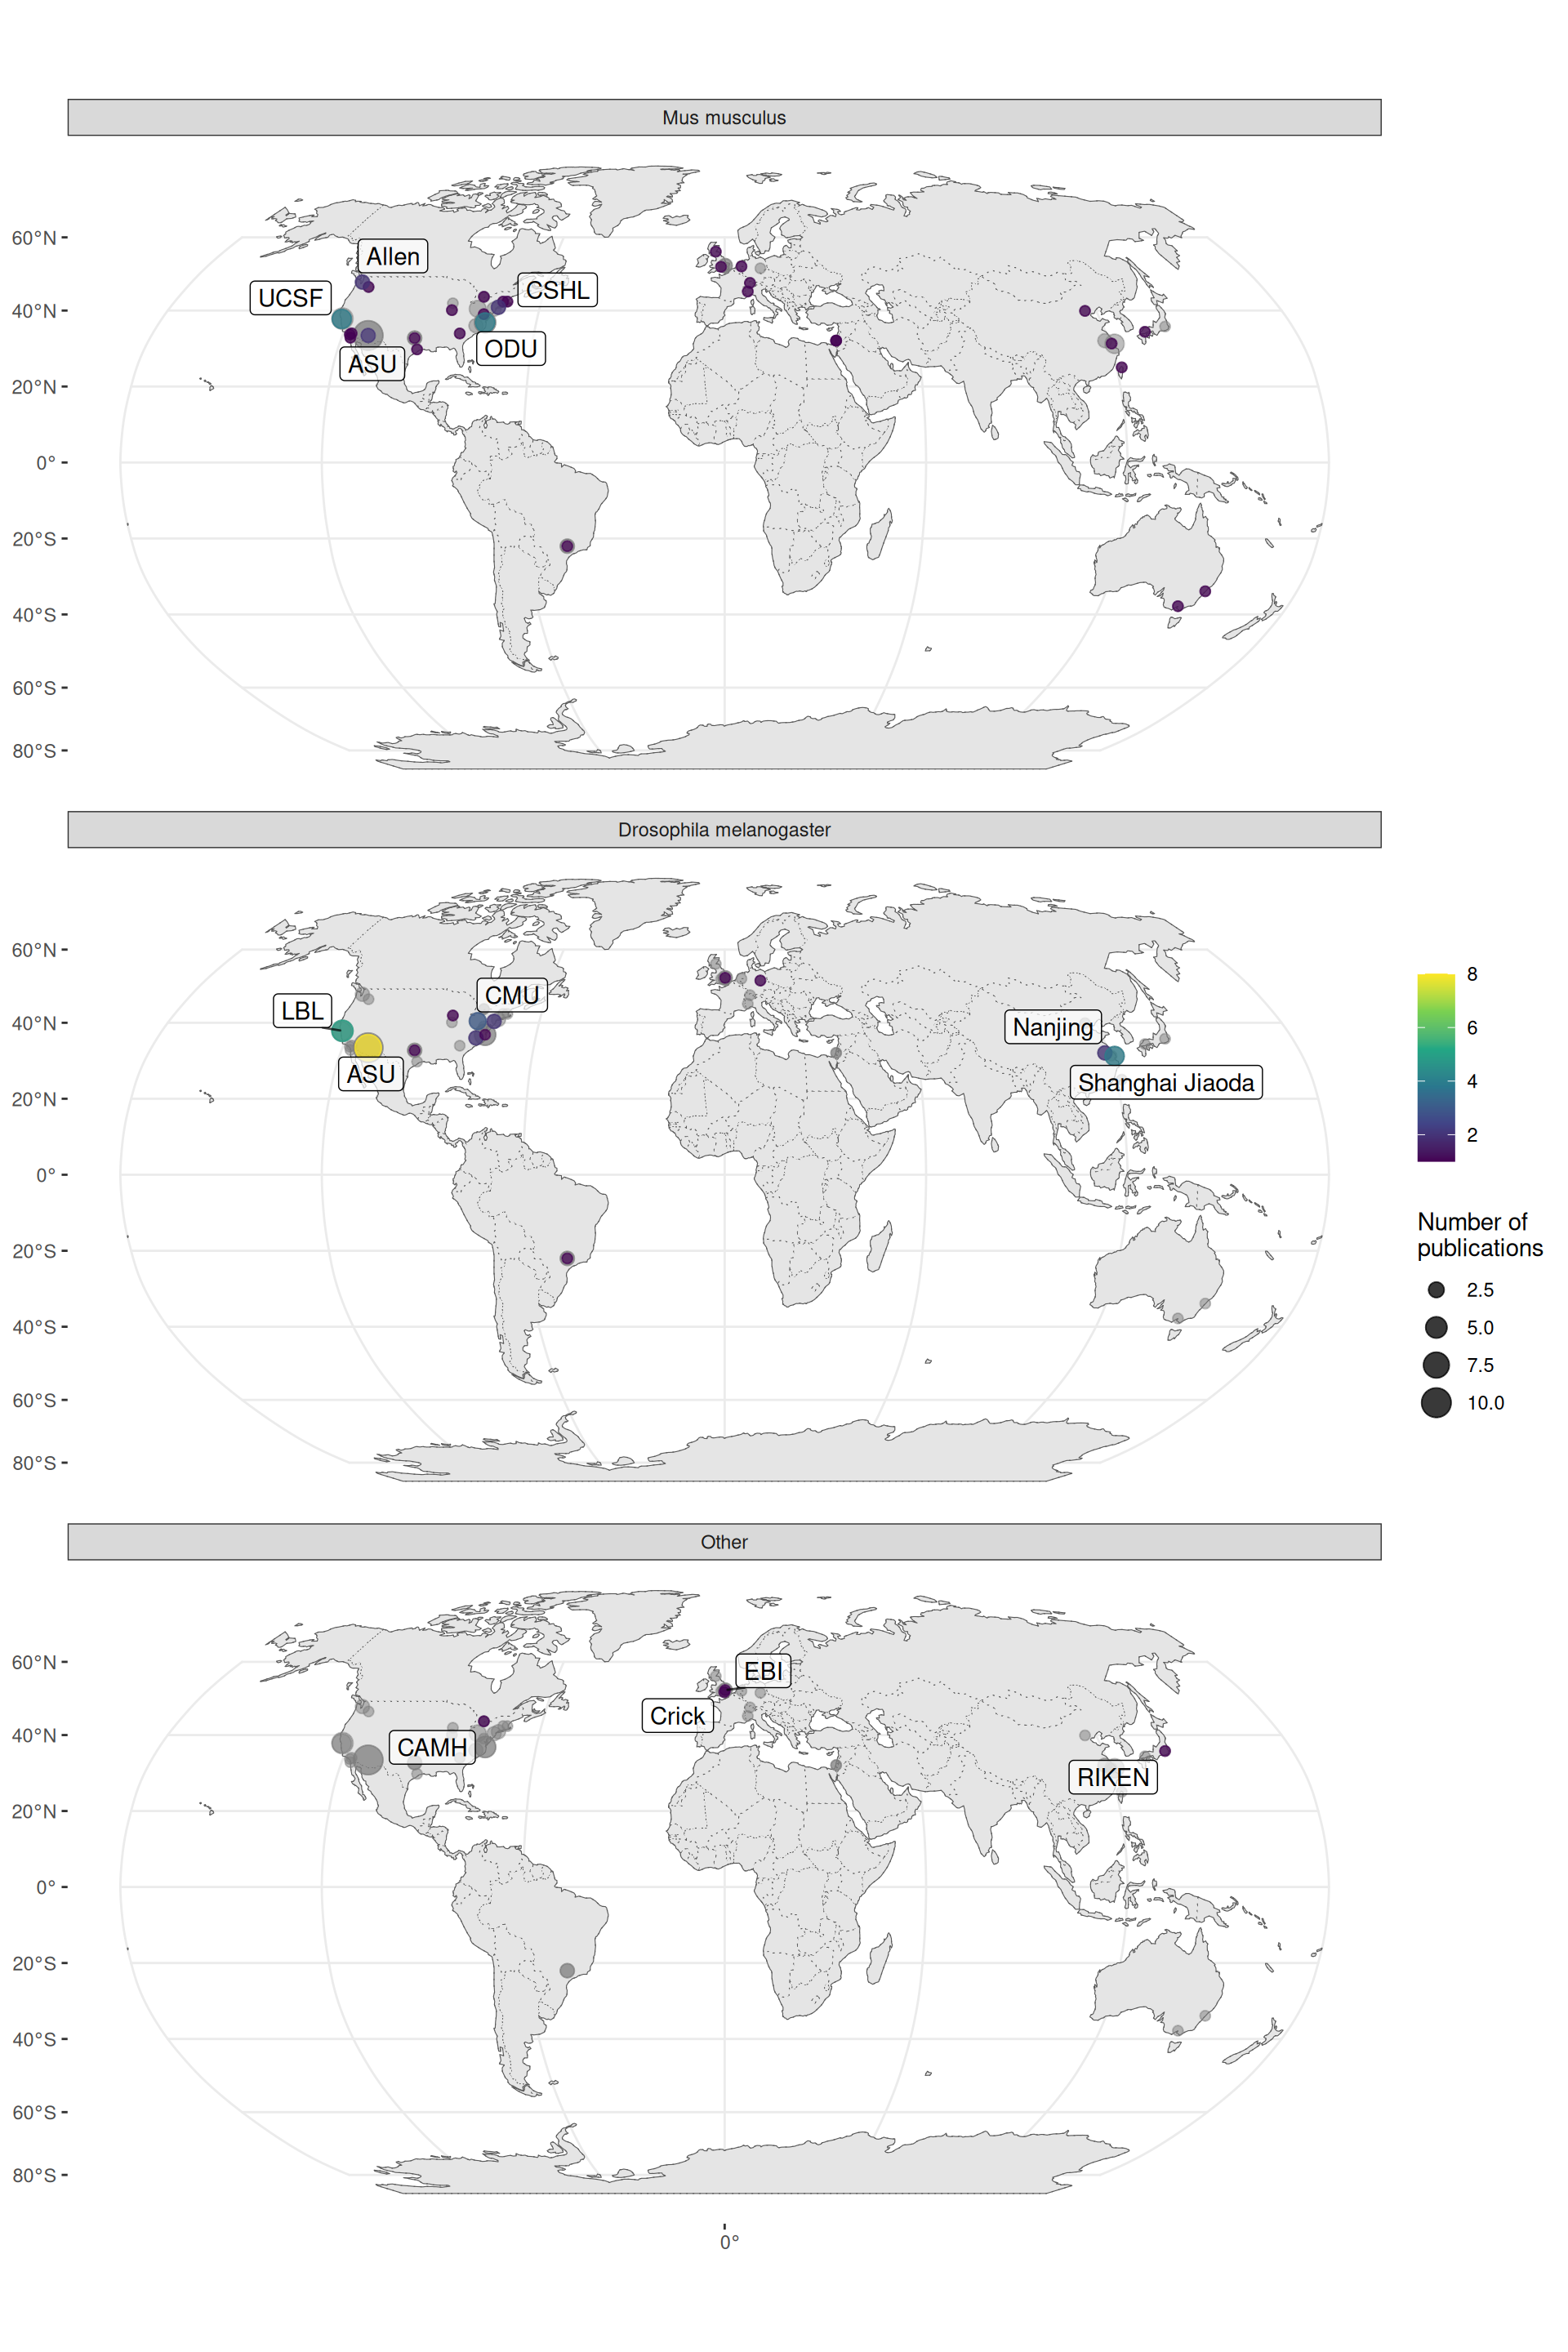 Mus musculus
60°N
Allen
UCSF
CSHL
40°N
ODU
ASU
20°N
0°
20°S
40°S
60°S
80°S
Drosophila melanogaster
60°N
CMU
LBL
40°N
Nanjing
ASU
Shanghai Jiaoda
20°N
0°
20°S
40°S
60°S
80°S
8
6
4
2
Number of
publications
2.5
5.0
7.5
10.0
Other
60°N
EBI
Crick
40°N
CAMH
RIKEN
20°N
0°
20°S
40°S
60°S
80°S
0°